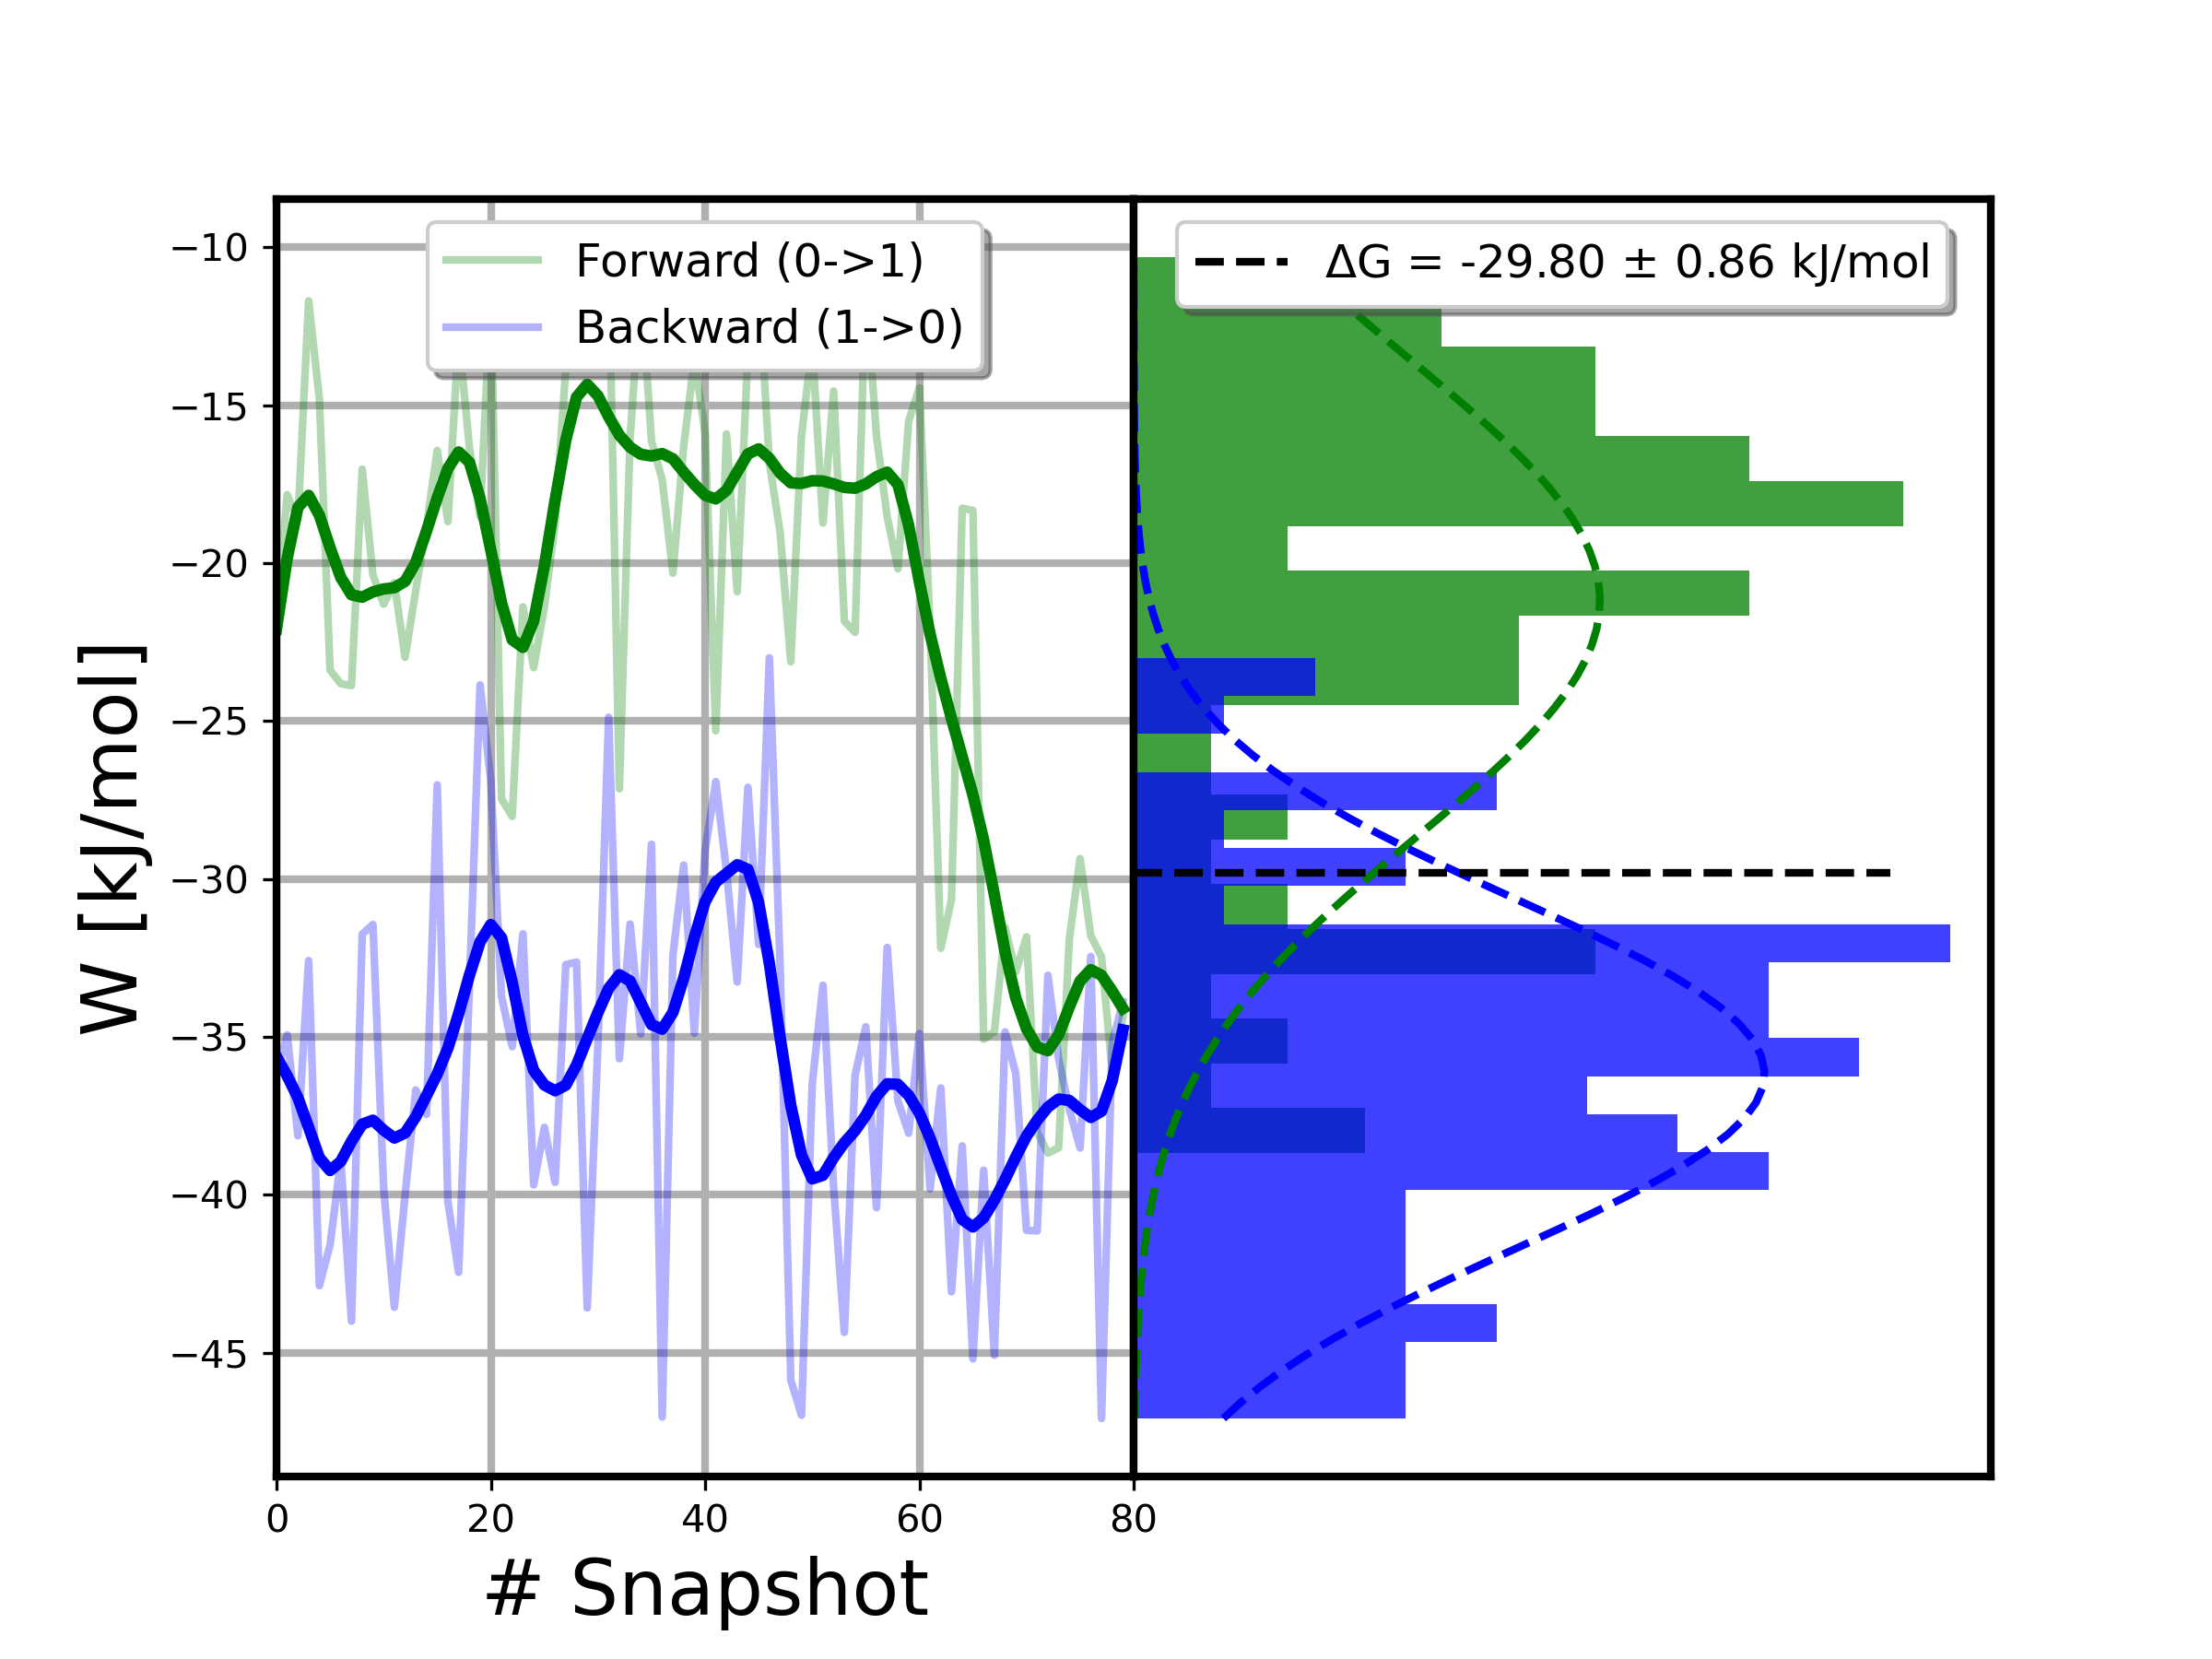 Forward (0->1)
Backward (1->0)
ΔG = -29.80 ± 0.86 kJ/mol
W [kJ/mol]
−10
−15
−20
−25
−30
−35
−40
−45
0 20 40 60 80
# Snapshot